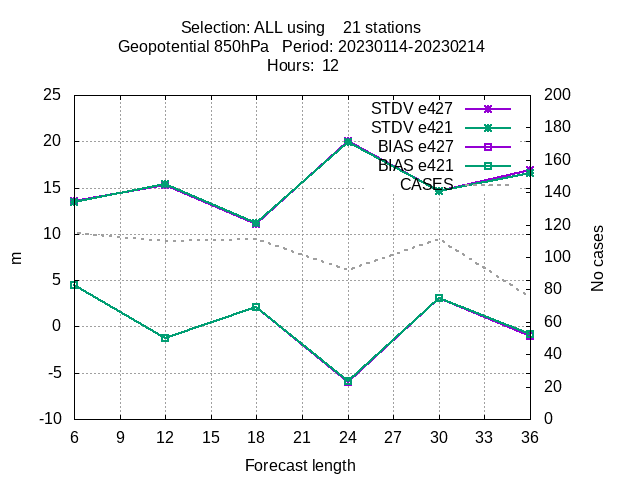 Selection: ALL using    21 stations
Geopotential 850hPa   Period: 20230114-20230214
Hours:  12
STDV e427
STDV e421
BIAS e427
BIAS e421
CASES
25
20
15
10
5
0
-5
-10
m
200
180
160
140
120
100
80
60
40
20
0
No cases
6 9 12 15 18 21 24 27 30 33 36
Forecast length